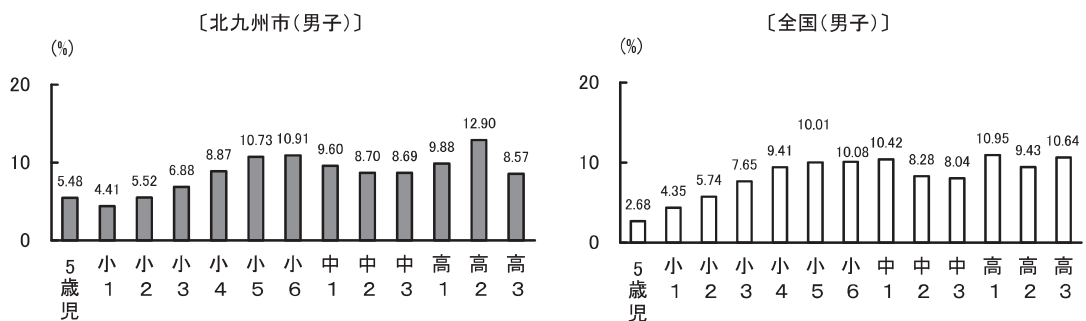 〔北九州市(男子)〕
(%)
20
10
0
5.48
4.41
5.52
6.88
8.87
10.73
10.91
9.60
8.70
8.69
9.88
12.90
8.57
5歳児
小1
小2
小3
小4
小5
小6
中1
中2
中3
高1
高2
高3
〔全国(男子)〕
(%)
20
10
0
2.68
4.35
5.74
7.65
9.41
10.01
10.08
10.42
8.28
8.04
10.95
9.43
10.64
5歳児
小1
小2
小3
小4
小5
小6
中1
中2
中3
高1
高2
高3